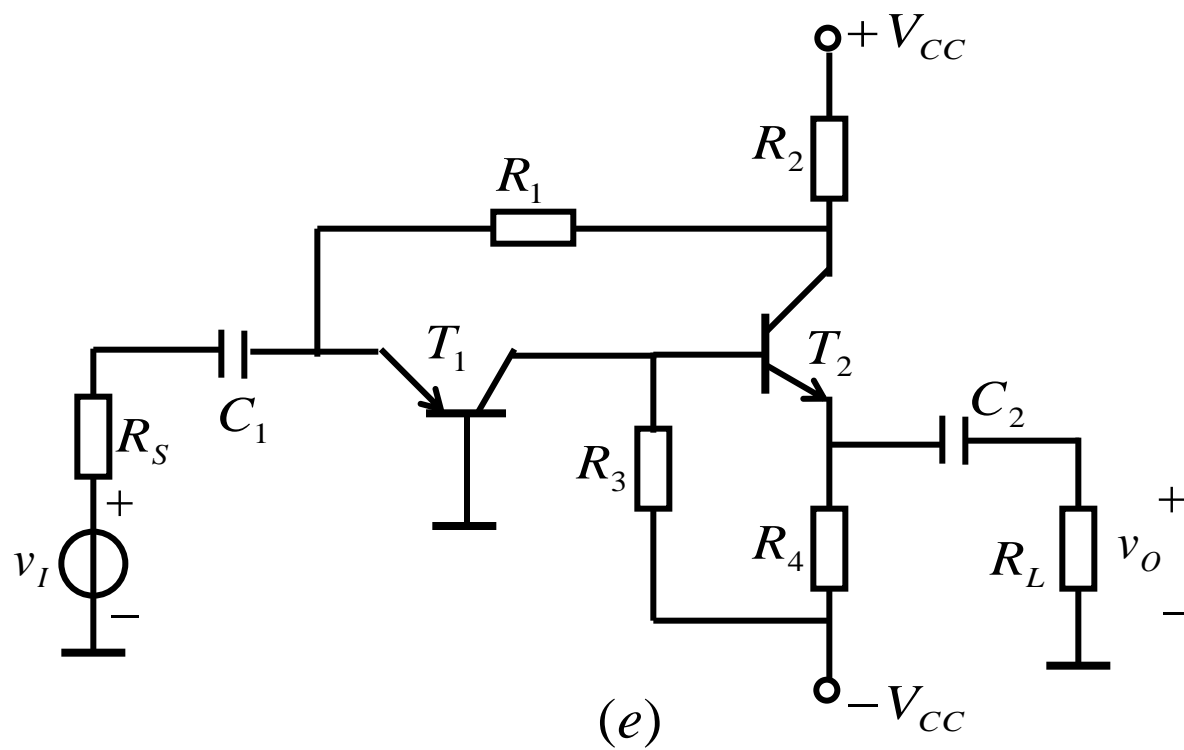 +V_CC
R_2
R_1
T_1
T_2
C_1
C_2
R_S
R_3
+
+
v_I
R_4
R_L
v_O
−
−
−V_CC
(e)